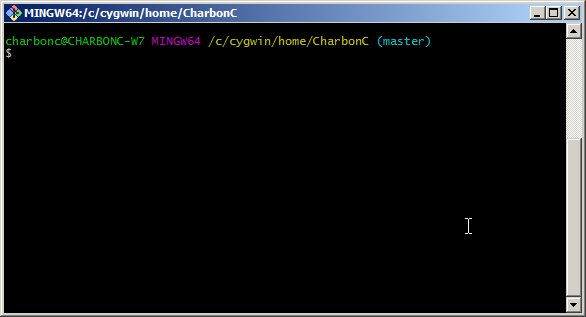 MINGW64:/c/cygwin/home/CharbonC
charbonc@CHARBONC-W7 MINGW64 /c/cygwin/home/CharbonC (master)
$